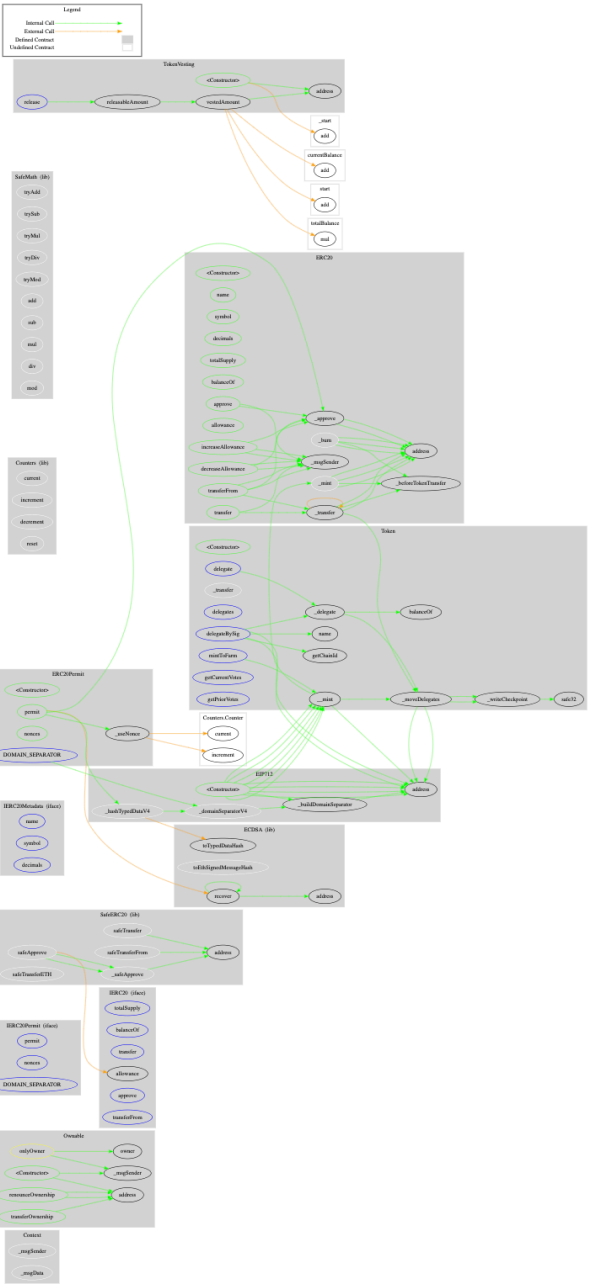 Legend
Internal Call
External Call
Defined Contract
Undefined Contract
TokenVesting
<Constructor>
release
releasableAmount
vestedAmount
address
_start
add
currentBalance
add
start
add
totalBalance
mul
SafeMath (lib)
tryAdd
trySub
tryMul
tryDiv
tryMod
add
sub
mul
div
mod
ERC20
<Constructor>
name
symbol
decimals
totalSupply
balanceOf
approve
allowance
increaseAllowance
decreaseAllowance
transferFrom
transfer
_approve
_burn
_msgSender
_mint
_transfer
address
_beforeTokenTransfer
Counters (lib)
current
increment
decrement
reset
Token
<Constructor>
delegate
_transfer
delegates
delegateBySig
mintToFarm
getCurrentVotes
getPriorVotes
_delegate
name
getChainId
__mint
balanceOf
_moveDelegates
_writeCheckpoint
safe32
ERC20Permit
<Constructor>
permit
nonces
DOMAIN_SEPARATOR
_useNonce
Counters.Counter
current
increment
EIP712
<Constructor>
_hashTypedDataV4
_domainSeparatorV4
_buildDomainSeparator
address
IERC20Metadata (iface)
name
symbol
decimals
ECDSA (lib)
toTypedDataHash
toEthSignedMessageHash
recover
address
SafeERC20 (lib)
safeTransfer
safeApprove
safeTransferFrom
safeTransferETH
_safeApprove
address
IERC20 (iface)
totalSupply
balanceOf
transfer
allowance
approve
transferFrom
IERC20Permit (iface)
permit
nonces
DOMAIN_SEPARATOR
Ownable
onlyOwner
<Constructor>
renounceOwnership
transferOwnership
owner
_msgSender
address
Context
_msgSender
_msgData